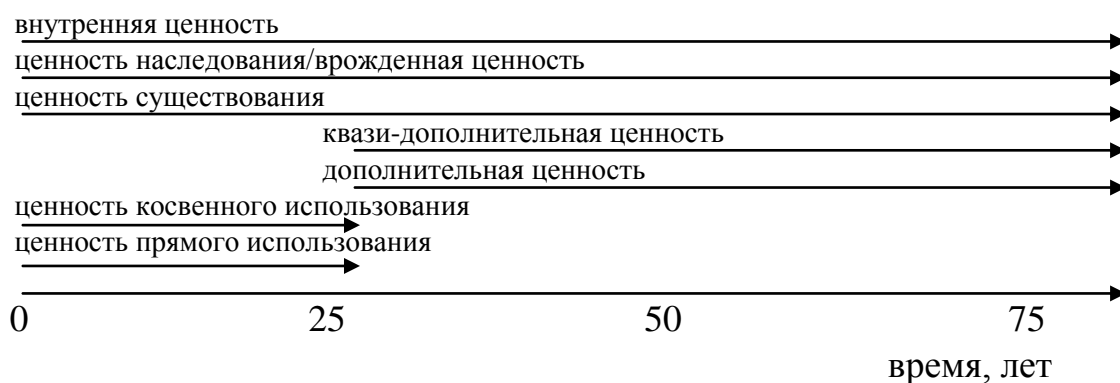 внутренняя ценность
ценность наследования/врожденная ценность
ценность существования
квази-дополнительная ценность
дополнительная ценность
ценность косвенного использования
ценность прямого использования
0 25 50 75
время, лет